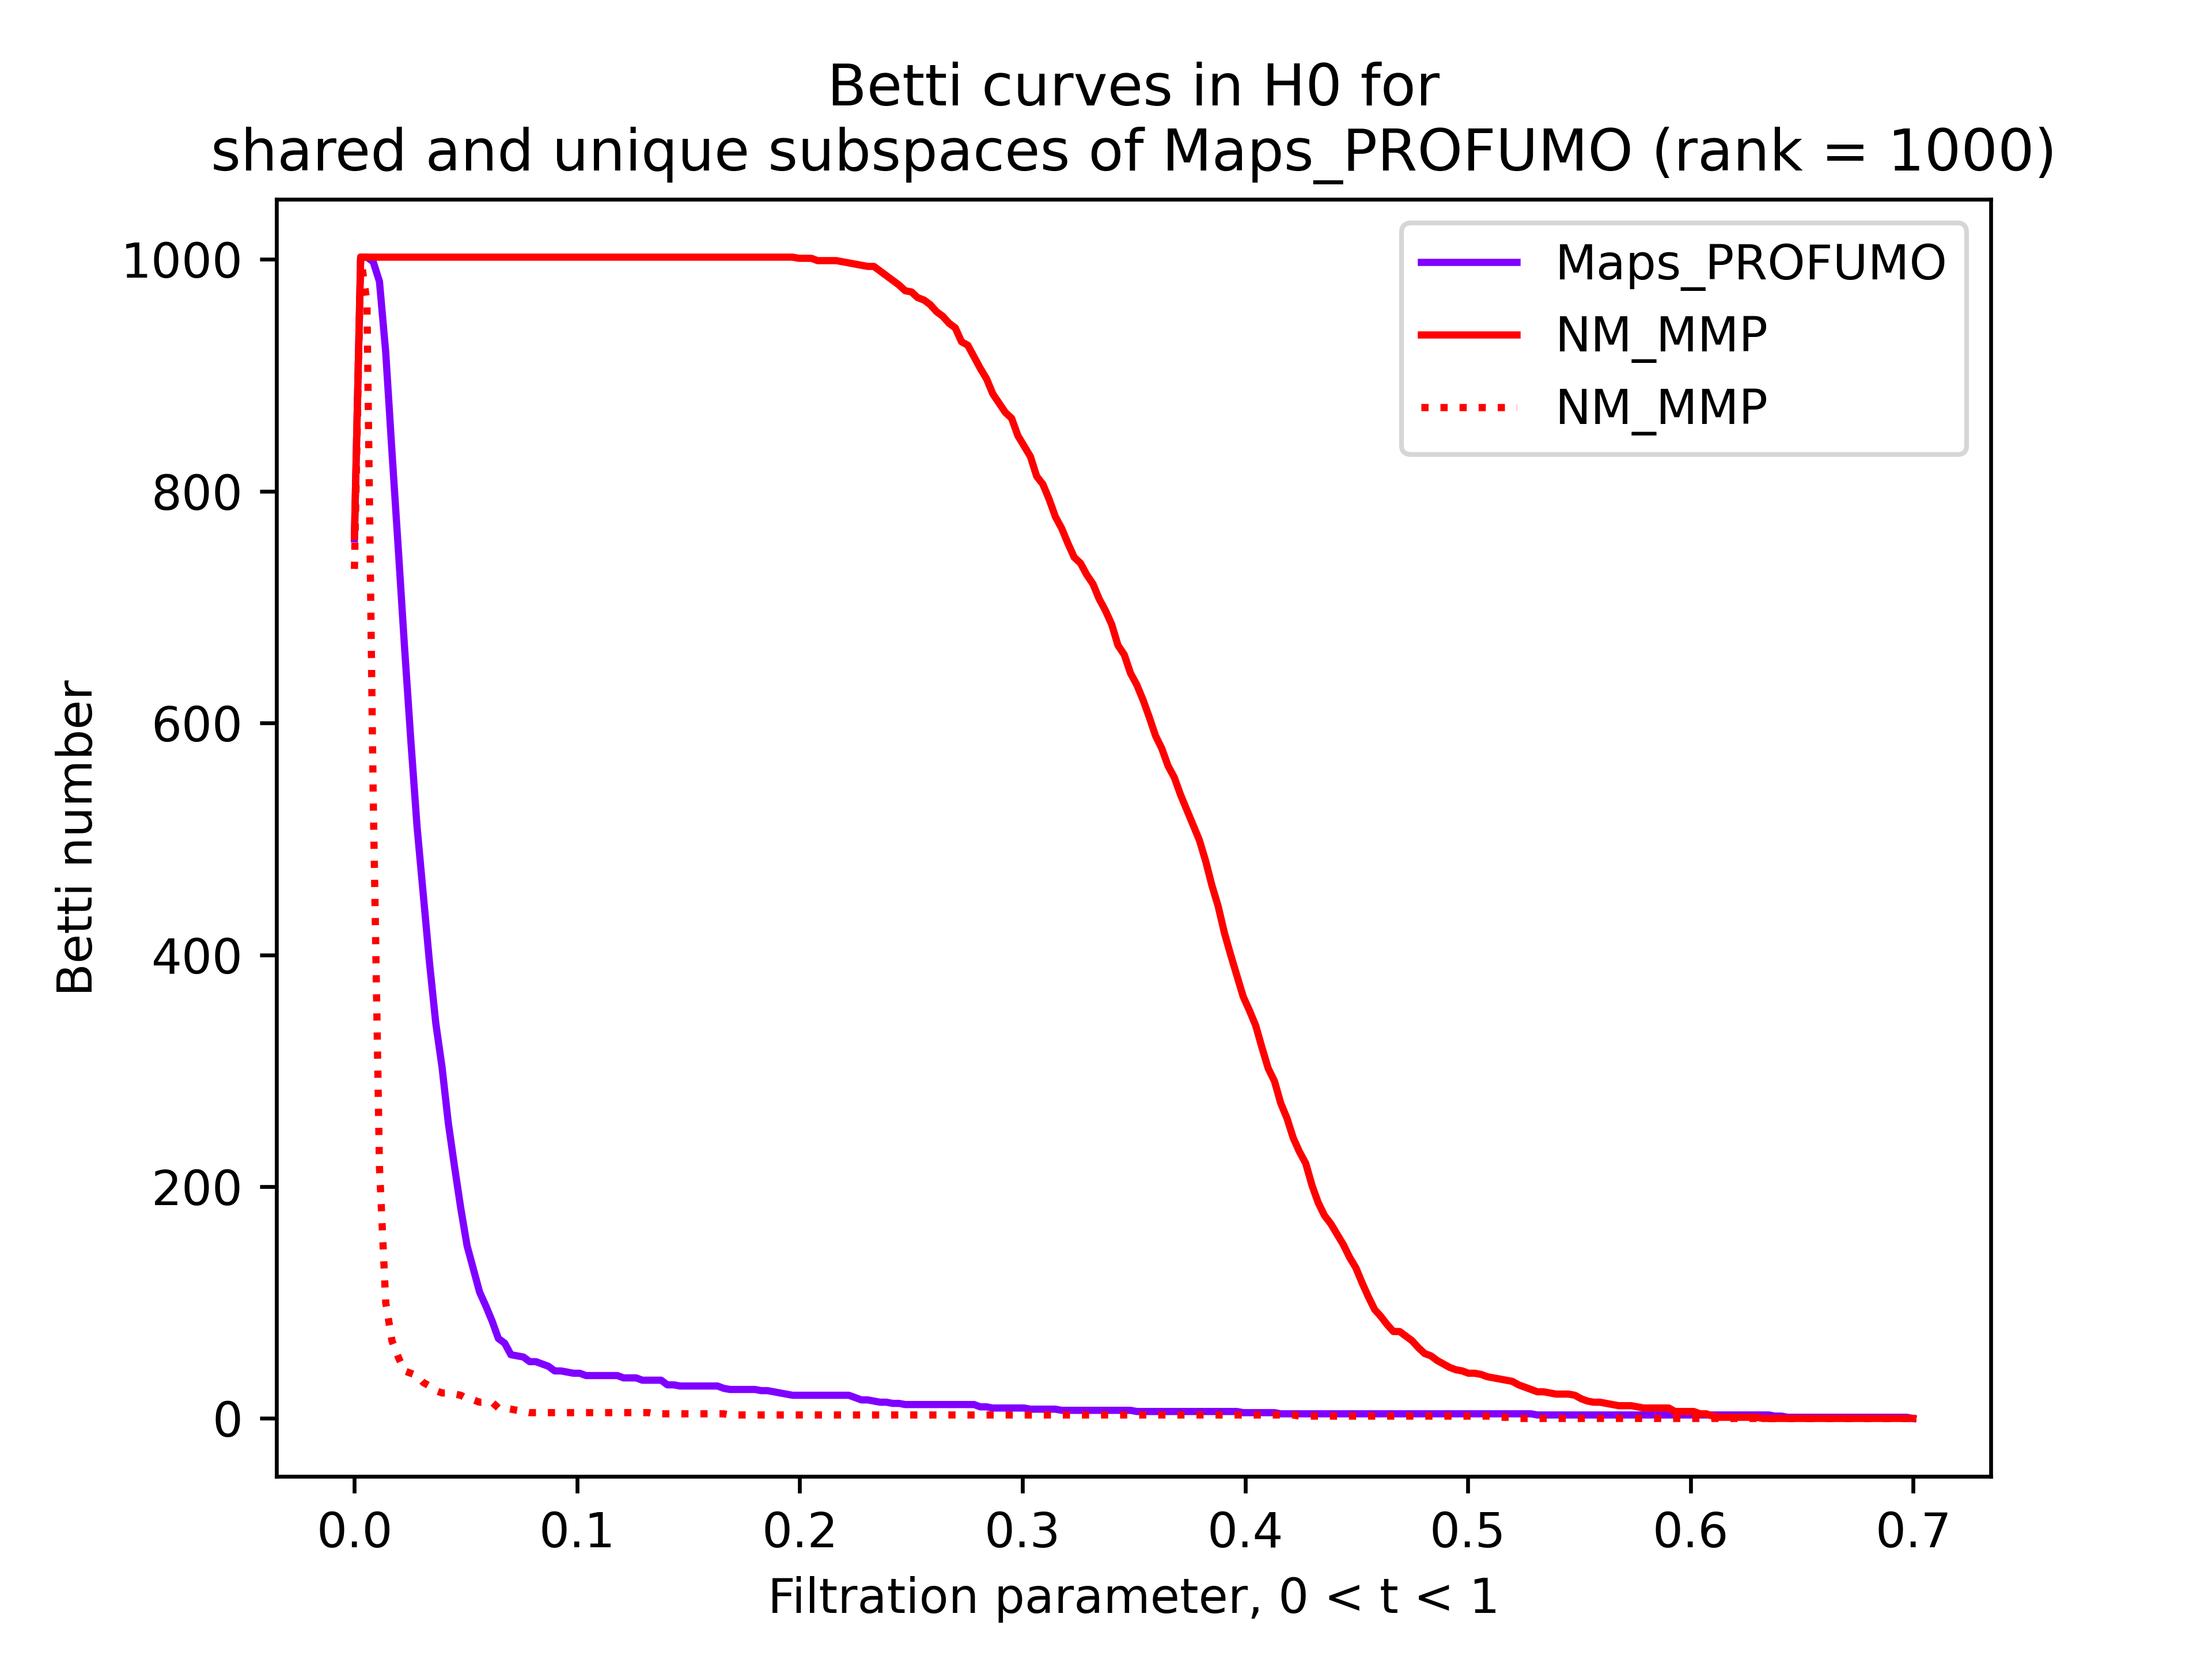 Betti curves in H0 for
shared and unique subspaces of Maps_PROFUMO (rank = 1000)
Maps_PROFUMO
NM_MMP
NM_MMP
1000
800
600
400
200
0
Betti number
0.0 0.1 0.2 0.3 0.4 0.5 0.6 0.7
Filtration parameter, 0 < t < 1